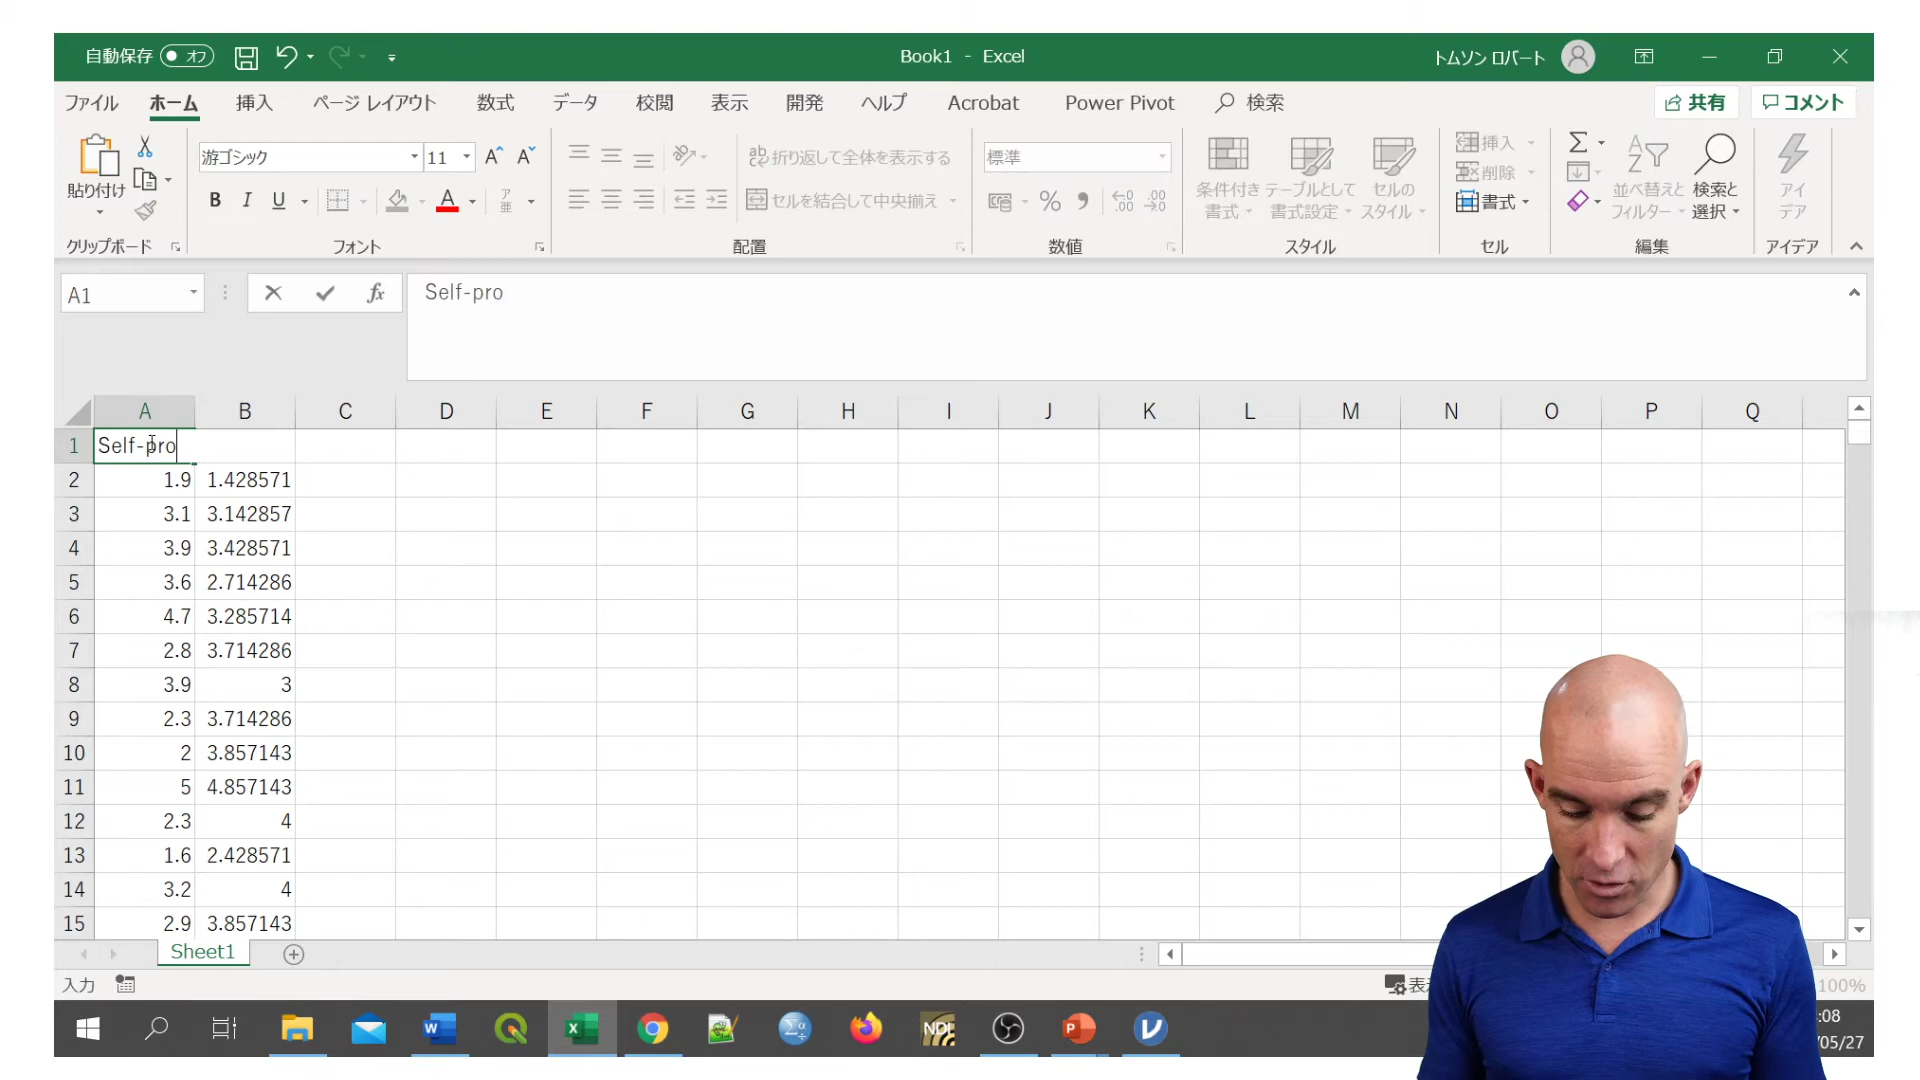 自動保存 オフ Book1 - Excel トムソン ロバート
ファイル ホーム 挿入 ページ レイアウト 数式 データ 校閲 表示 開発 ヘルプ Acrobat Power Pivot 検索 共有 コメント
貼り付け 游ゴシック 11 A A ab 折り返して全体を表示する 標準 条件付き書式 テーブルとして書式設定 セルのスタイル 挿入 削除 書式 Σ 並べ替えとフィルター 検索と選択 アイデア
B I U A ア亜 セルを結合して中央揃え % , .00
クリップボード フォント 配置 数値 スタイル セル 編集 アイデア
A1 fx Self-pro
A B C D E F G H I J K L M N O P Q
1 Self-pro
2 1.9 1.428571
3 3.1 3.142857
4 3.9 3.428571
5 3.6 2.714286
6 4.7 3.285714
7 2.8 3.714286
8 3.9 3
9 2.3 3.714286
10 2 3.857143
11 5 4.857143
12 2.3 4
13 1.6 2.428571
14 3.2 4
15 2.9 3.857143
Sheet1
入力 表 100%
:08
/05/27